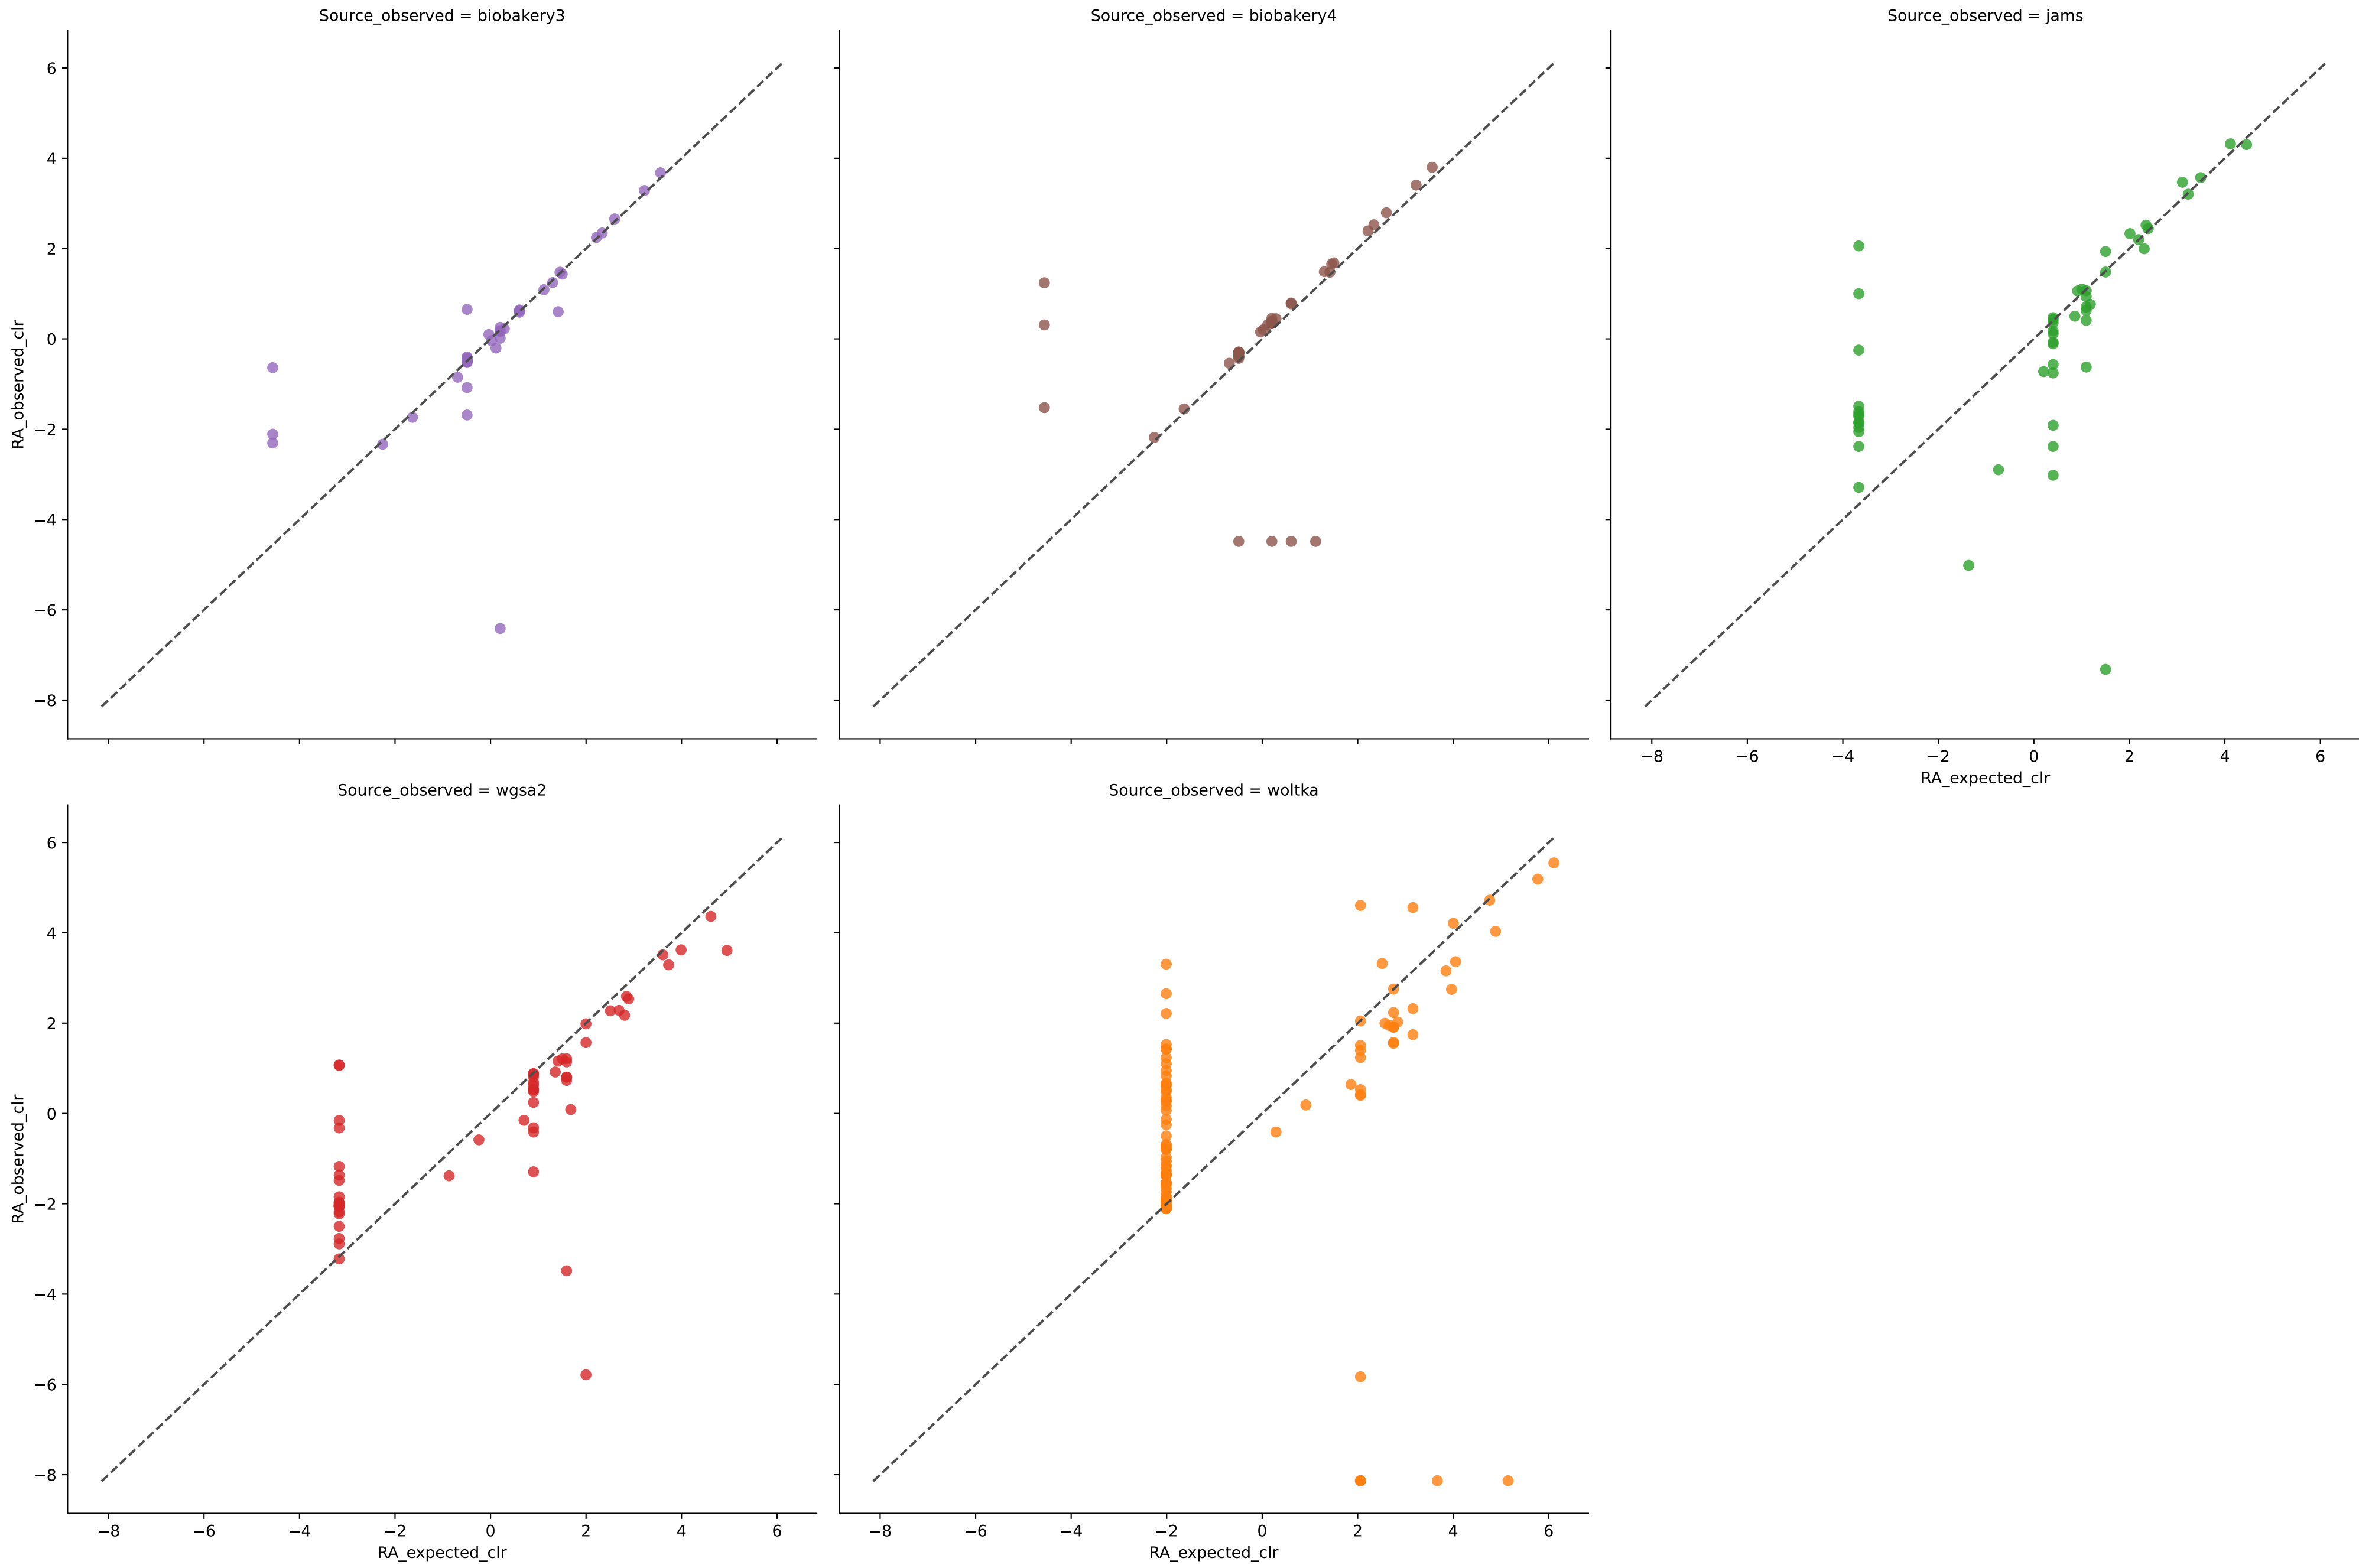 Source_observed = biobakery3
Source_observed = biobakery4
Source_observed = jams
6
4
2
0
−2
−4
−6
−8
RA_observed_clr
−8 −6 −4 −2 0 2 4 6
RA_expected_clr
Source_observed = wgsa2
Source_observed = woltka
6
4
2
0
−2
−4
−6
−8
RA_observed_clr
−8 −6 −4 −2 0 2 4 6
RA_expected_clr
−8 −6 −4 −2 0 2 4 6
RA_expected_clr